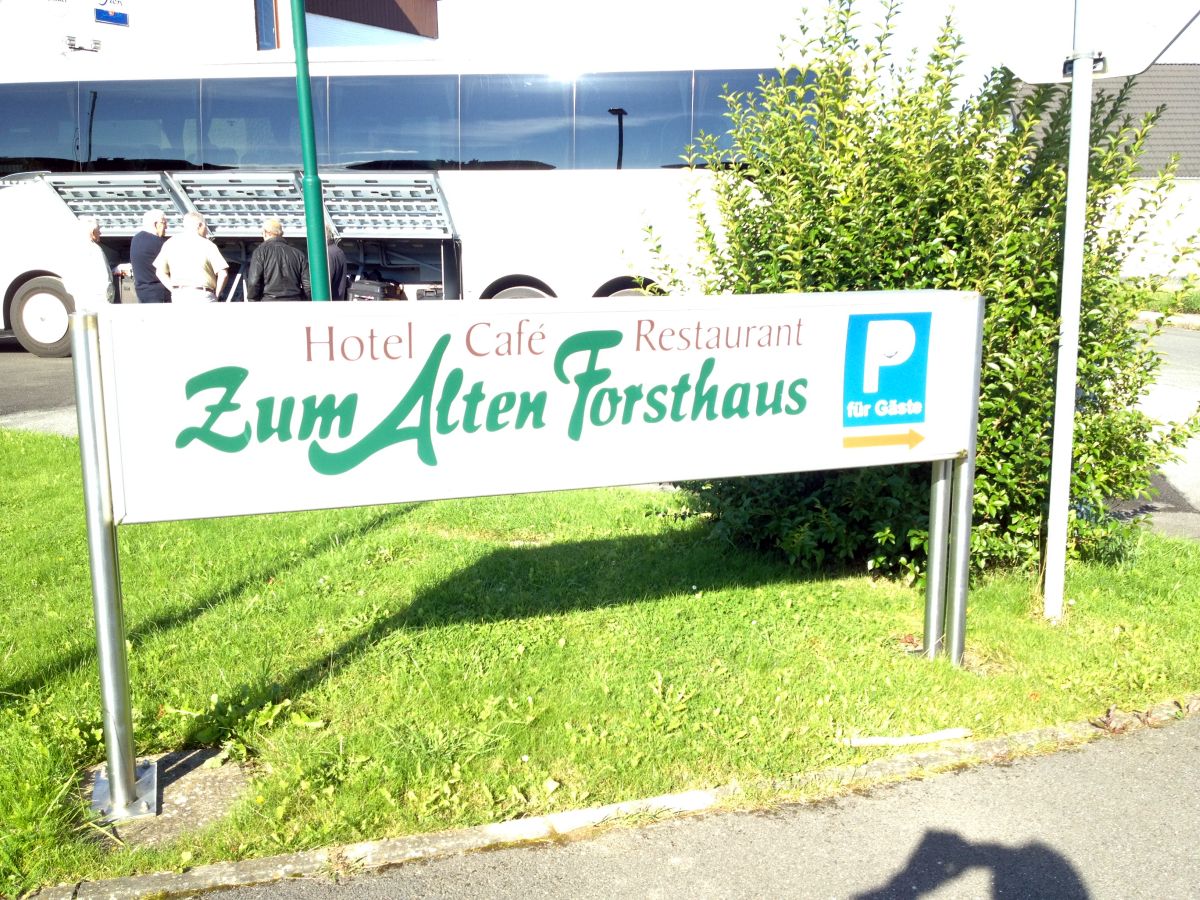 Hotel Café Restaurant
Zum Alten Forsthaus
P
für Gäste